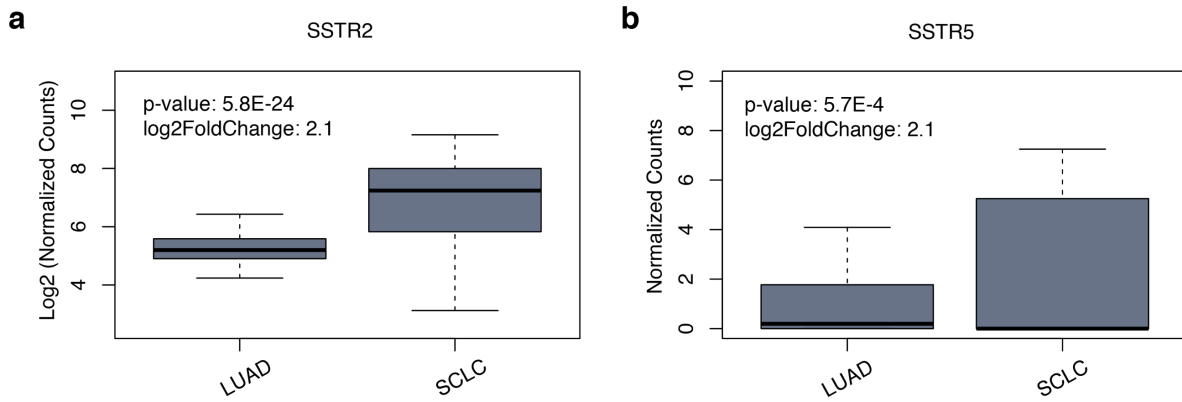 a
SSTR2
Log2 (Normalized Counts)
10
8
6
4
p-value: 5.8E-24
log2FoldChange: 2.1
LUAD
SCLC
b
SSTR5
Normalized Counts
10
8
6
4
2
0
p-value: 5.7E-4
log2FoldChange: 2.1
LUAD
SCLC